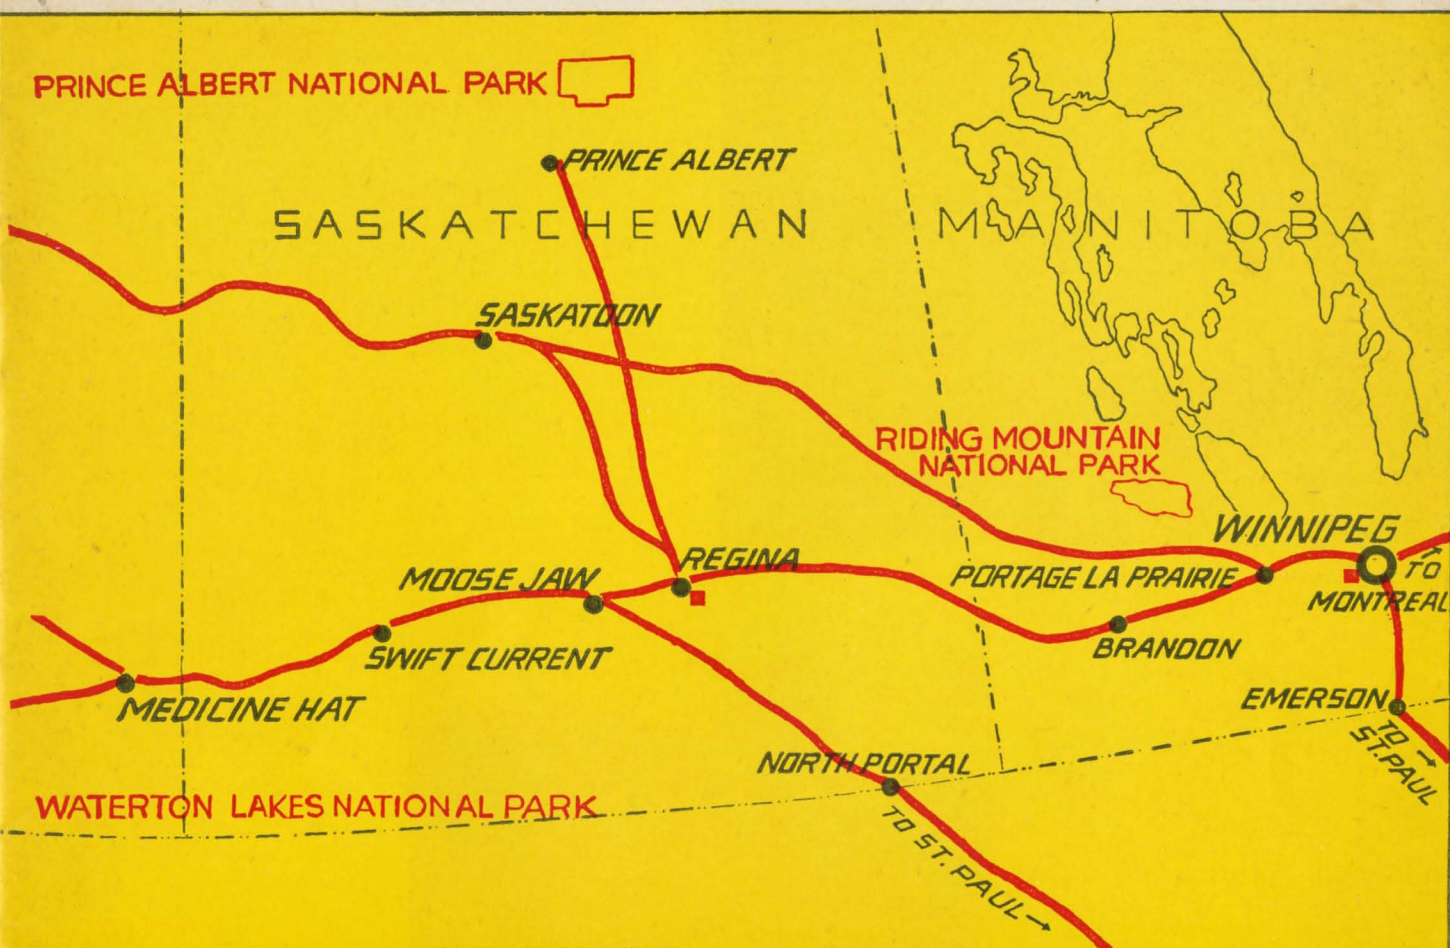 PRINCE ALBERT NATIONAL PARK
PRINCE ALBERT
SASKATCHEWAN
MANITOBA
SASKATOON
RIDING MOUNTAIN
NATIONAL PARK
WINNIPEG
REGINA
MOOSE JAW
PORTAGE LA PRAIRIE
TO
MONTREAL
BRANDON
SWIFT CURRENT
MEDICINE HAT
EMERSON
TO
ST. PAUL
NORTH PORTAL
WATERTON LAKES NATIONAL PARK
TO ST. PAUL